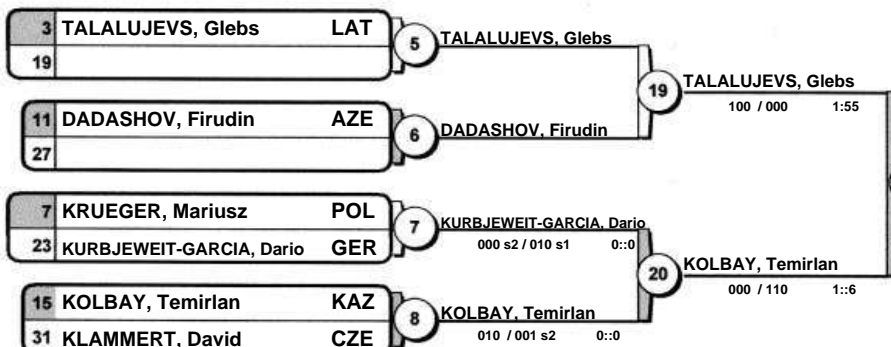 3 TALALUJEVS, Glebs LAT
19
5
TALALUJEVS, Glebs
11 DADASHOV, Firudin AZE
27
6
DADASHOV, Firudin
19
TALALUJEVS, Glebs
100 / 000 1:55
7 KRUEGER, Mariusz POL
23 KURBJEWEIT-GARCIA, Dario GER
7
KURBJEWEIT-GARCIA, Dario
000 s2 / 010 s1 0::0
15 KOLBAY, Temirlan KAZ
31 KLAMMERT, David CZE
8
KOLBAY, Temirlan
010 / 001 s2 0::0
20
KOLBAY, Temirlan
000 / 110 1::6